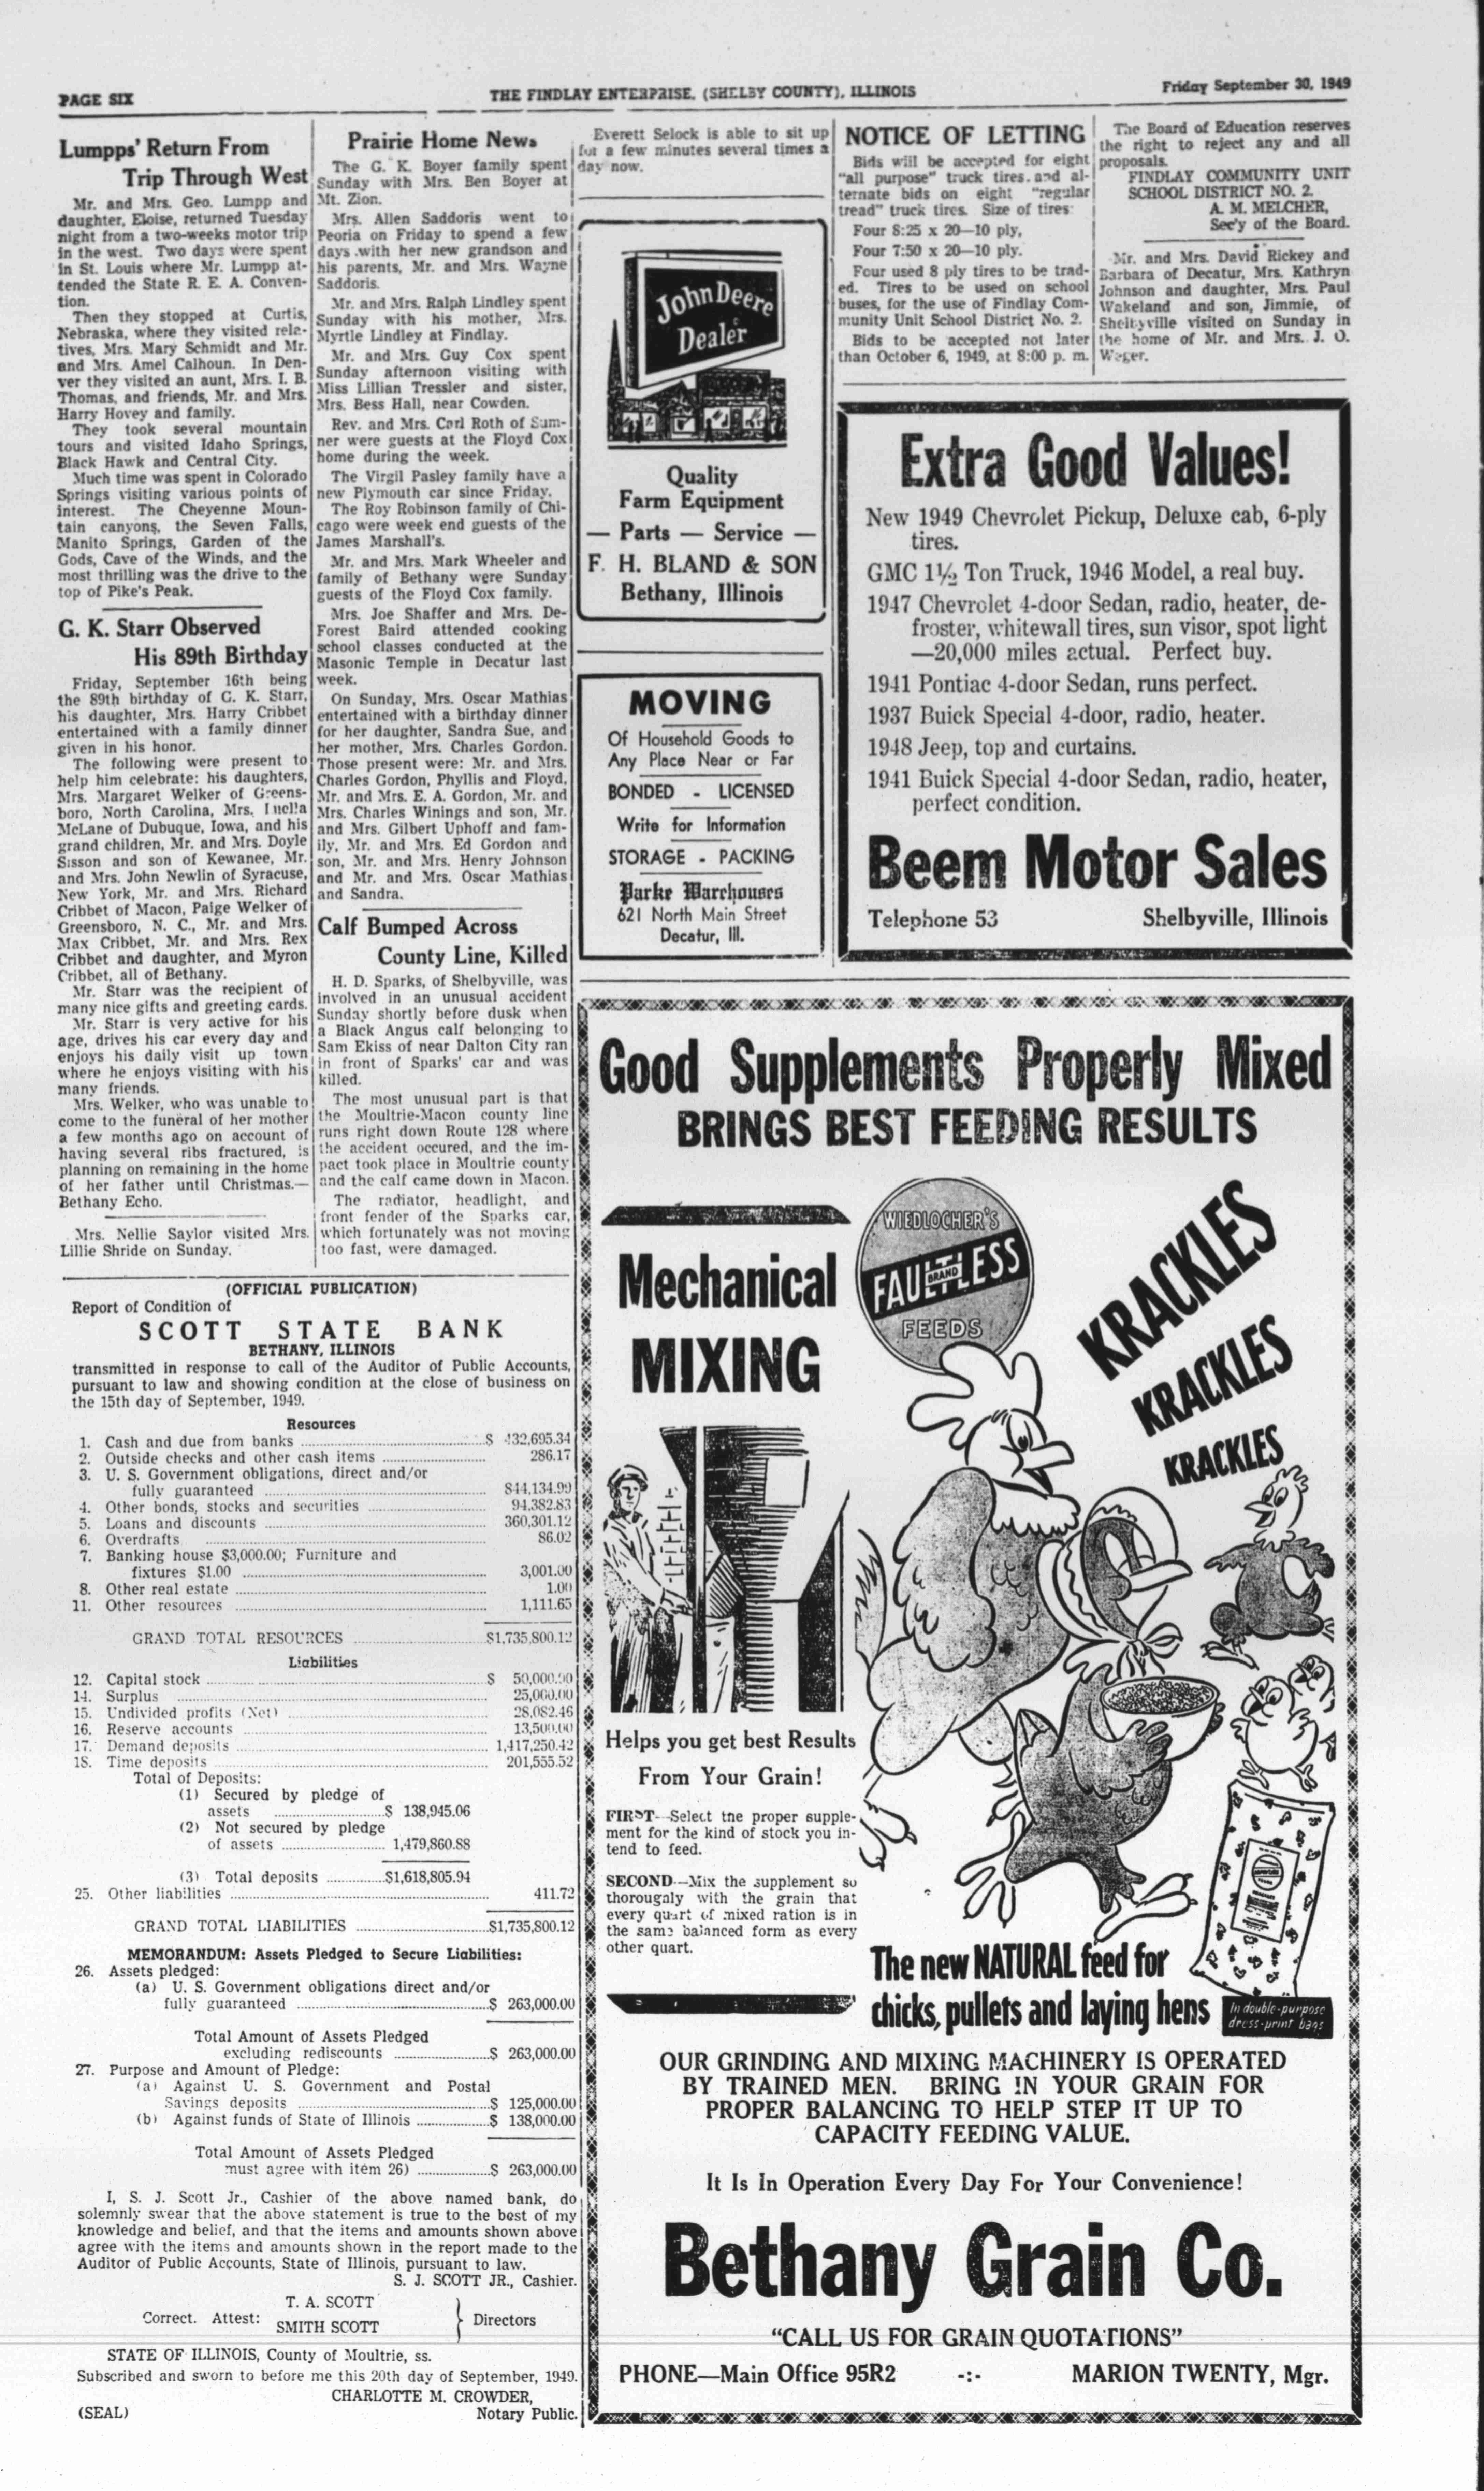 PAGE SIX
THE FINDLAY ENTERPRISE, (SHELBY COUNTY), ILLINOIS
Friday September 30, 1949
Lumpps' Return From
Trip Through West
Mr. and Mrs. Geo. Lumpp and
daughter, Eloise, returned Tuesday
night from a two-weeks motor trip
in the west. Two days were spent
in St. Louis where Mr. Lumpp at-
tended the State R. E. A. Conven-
tion.
Then they stopped at Curtis,
Nebraska, where they visited rela-
tives, Mrs. Mary Schmidt and Mr.
and Mrs. Amel Calhoun. In Den-
ver they visited an aunt, Mrs. I. B.
Thomas, and friends, Mr. and Mrs.
Harry Hovey and family.
They took several mountain
tours and visited Idaho Springs,
Black Hawk and Central City.
Much time was spent in Colorado
Springs visiting various points of
interest. The Cheyenne Moun-
tain canyons, the Seven Falls,
Manito Springs, Garden of the
Gods, Cave of the Winds, and the
most thrilling was the drive to the
top of Pike's Peak.
G. K. Starr Observed
His 89th Birthday
Friday, September 16th being
the 89th birthday of G. K. Starr,
his daughter, Mrs. Harry Cribbet
entertained with a family dinner
given in his honor.
The following were present to
help him celebrate: his daughters,
Mrs. Margaret Welker of Greens-
boro, North Carolina, Mrs. Luella
McLane of Dubuque, Iowa, and his
grand children, Mr. and Mrs. Doyle
Sisson and son of Kewanee, Mr.
and Mrs. John Newlin of Syracuse,
New York, Mr. and Mrs. Richard
Cribbet of Macon, Paige Welker of
Greensboro, N. C., Mr. and Mrs.
Max Cribbet, Mr. and Mrs. Rex
Cribbet and daughter, and Myron
Cribbet, all of Bethany.
Mr. Starr was the recipient of
many nice gifts and greeting cards.
Mr. Starr is very active for his
age, drives his car every day and
enjoys his daily visit up town
where he enjoys visiting with his
many friends.
Mrs. Welker, who was unable to
come to the funeral of her mother
a few months ago on account of
having several ribs fractured, is
planning on remaining in the home
of her father until Christmas.—
Bethany Echo.
Mrs. Nellie Saylor visited Mrs.
Lillie Shride on Sunday.
Prairie Home News
The G. K. Boyer family spent
Sunday with Mrs. Ben Boyer at
Mt. Zion.
Mrs. Allen Saddoris went to
Peoria on Friday to spend a few
days with her new grandson and
his parents, Mr. and Mrs. Wayne
Saddoris.
Mr. and Mrs. Ralph Lindley spent
Sunday with his mother, Mrs.
Myrtle Lindley at Findlay.
Mr. and Mrs. Guy Cox spent
Sunday afternoon visiting with
Miss Lillian Tressler and sister,
Mrs. Bess Hall, near Cowden.
Rev. and Mrs. Carl Roth of Sum-
ner were guests at the Floyd Cox
home during the week.
The Virgil Pasley family have a
new Plymouth car since Friday.
The Roy Robinson family of Chi-
cago were week end guests of the
James Marshall's.
Mr. and Mrs. Mark Wheeler and
family of Bethany were Sunday
guests of the Floyd Cox family.
Mrs. Joe Shaffer and Mrs. De-
Forest Baird attended cooking
school classes conducted at the
Masonic Temple in Decatur last
week.
On Sunday, Mrs. Oscar Mathias
entertained with a birthday dinner
for her daughter, Sandra Sue, and
her mother, Mrs. Charles Gordon.
Those present were: Mr. and Mrs.
Charles Gordon, Phyllis and Floyd,
Mr. and Mrs. E. A. Gordon, Mr. and
Mrs. Charles Winings and son, Mr.
and Mrs. Gilbert Uphoff and fam-
ily, Mr. and Mrs. Ed Gordon and
son, Mr. and Mrs. Henry Johnson
and Mr. and Mrs. Oscar Mathias
and Sandra.
Calf Bumped Across
County Line, Killed
H. D. Sparks, of Shelbyville, was
involved in an unusual accident
Sunday shortly before dusk when
a Black Angus calf belonging to
Sam Ekiss of near Dalton City ran
in front of Sparks' car and was
killed.
The most unusual part is that
the Moultrie-Macon county line
runs right down Route 128 where
the accident occured, and the im-
pact took place in Moultrie county
and the calf came down in Macon.
The radiator, headlight, and
front fender of the Sparks car,
which fortunately was not moving
too fast, were damaged.
(OFFICIAL PUBLICATION)
Report of Condition of
SCOTT STATE BANK
BETHANY, ILLINOIS
transmitted in response to call of the Auditor of Public Accounts,
pursuant to law and showing condition at the close of business on
the 15th day of September, 1949.
Resources
1. Cash and due from banks $ 432,695.34
2. Outside checks and other cash items 286.17
3. U. S. Government obligations, direct and/or
fully guaranteed 844,134.99
4. Other bonds, stocks and securities 94,382.83
5. Loans and discounts 360,301.12
6. Overdrafts 86.02
7. Banking house $3,000.00; Furniture and
fixtures $1.00 3,001.00
8. Other real estate 1.00
11. Other resources 1,111.65
GRAND TOTAL RESOURCES $1,735,800.12
Liabilities
12. Capital stock $ 50,000.00
14. Surplus 25,000.00
15. Undivided profits (Net) 28,082.46
16. Reserve accounts 13,500.00
17. Demand deposits 1,417,250.42
18. Time deposits 201,555.52
Total of Deposits:
(1) Secured by pledge of
assets $ 138,945.06
(2) Not secured by pledge
of assets 1,479,860.88
(3) Total deposits $1,618,805.94
25. Other liabilities 411.72
GRAND TOTAL LIABILITIES $1,735,800.12
MEMORANDUM: Assets Pledged to Secure Liabilities:
26. Assets pledged:
(a) U. S. Government obligations direct and/or
fully guaranteed $ 263,000.00
Total Amount of Assets Pledged
excluding rediscounts $ 263,000.00
27. Purpose and Amount of Pledge:
(a) Against U. S. Government and Postal
Savings deposits $ 125,000.00
(b) Against funds of State of Illinois $ 138,000.00
Total Amount of Assets Pledged
must agree with item 26) $ 263,000.00
I, S. J. Scott Jr., Cashier of the above named bank, do
solemnly swear that the above statement is true to the best of my
knowledge and belief, and that the items and amounts shown above
agree with the items and amounts shown in the report made to the
Auditor of Public Accounts, State of Illinois, pursuant to law.
S. J. SCOTT JR., Cashier.
T. A. SCOTT
Correct. Attest: SMITH SCOTT } Directors
STATE OF ILLINOIS, County of Moultrie, ss.
Subscribed and sworn to before me this 20th day of September, 1949.
CHARLOTTE M. CROWDER,
(SEAL) Notary Public.
Everett Selock is able to sit up
for a few minutes several times a
day now.
John Deere
Dealer
Quality
Farm Equipment
— Parts — Service —
F. H. BLAND & SON
Bethany, Illinois
MOVING
Of Household Goods to
Any Place Near or Far
BONDED - LICENSED
Write for Information
STORAGE - PACKING
Parke Warehouses
621 North Main Street
Decatur, Ill.
NOTICE OF LETTING
Bids will be accepted for eight
"all purpose" truck tires. and al-
ternate bids on eight "regular
tread" truck tires. Size of tires:
Four 8:25 x 20—10 ply,
Four 7:50 x 20—10 ply.
Four used 8 ply tires to be trad-
ed. Tires to be used on school
buses, for the use of Findlay Com-
munity Unit School District No. 2.
Bids to be accepted not later
than October 6, 1949, at 8:00 p. m.
The Board of Education reserves
the right to reject any and all
proposals.
FINDLAY COMMUNITY UNIT
SCHOOL DISTRICT NO. 2.
A. M. MELCHER,
Sec'y of the Board.
Mr. and Mrs. David Rickey and
Barbara of Decatur, Mrs. Kathryn
Johnson and daughter, Mrs. Paul
Wakeland and son, Jimmie, of
Shelbyville visited on Sunday in
the home of Mr. and Mrs. J. O.
Weger.
Extra Good Values!
New 1949 Chevrolet Pickup, Deluxe cab, 6-ply
tires.
GMC 1½ Ton Truck, 1946 Model, a real buy.
1947 Chevrolet 4-door Sedan, radio, heater, de-
froster, whitewall tires, sun visor, spot light
—20,000 miles actual. Perfect buy.
1941 Pontiac 4-door Sedan, runs perfect.
1937 Buick Special 4-door, radio, heater.
1948 Jeep, top and curtains.
1941 Buick Special 4-door Sedan, radio, heater,
perfect condition.
Beem Motor Sales
Telephone 53 Shelbyville, Illinois
Good Supplements Properly Mixed
BRINGS BEST FEEDING RESULTS
Mechanical
MIXING
WIEDLOCHER'S
FAULTLESS
BRAND
FEEDS
KRACKLES
KRACKLES
KRACKLES
Helps you get best Results
From Your Grain!
FIRST—Select the proper supple-
ment for the kind of stock you in-
tend to feed.
SECOND—Mix the supplement so
thorougnly with the grain that
every quart of mixed ration is in
the same balanced form as every
other quart.
The new NATURAL feed for
chicks, pullets and laying hens
In double-purpose
dress-print bags
OUR GRINDING AND MIXING MACHINERY IS OPERATED
BY TRAINED MEN. BRING IN YOUR GRAIN FOR
PROPER BALANCING TO HELP STEP IT UP TO
CAPACITY FEEDING VALUE.
It Is In Operation Every Day For Your Convenience!
Bethany Grain Co.
"CALL US FOR GRAIN QUOTATIONS"
PHONE—Main Office 95R2 -:- MARION TWENTY, Mgr.